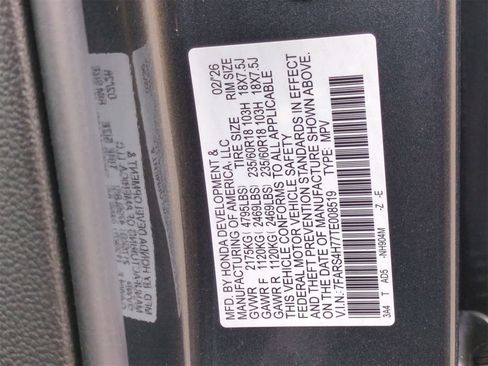 MFD. BY HONDA DEVELOPMENT & 02/'26
MANUFACTURING OF AMERICA, LLC
TIRE SIZE RIM SIZE
GVWR 2175KG( 4795LBS) 235/60R18 103H 18X7.5J
GAWR F 1120KG( 2469LBS) 235/60R18 103H 18X7.5J
GAWR R 1120KG( 2469LBS)
THIS VEHICLE CONFORMS TO ALL APPLICABLE
FEDERAL MOTOR VEHICLE SAFETY
AND THEFT PREVENTION STANDARDS IN EFFECT
ON THE DATE OF MANUFACTURE SHOWN ABOVE.
V.I.N.: 7FARS4H77TE008519 TYPE: MPV
3A4 T AD5 -NH904M -Z -E